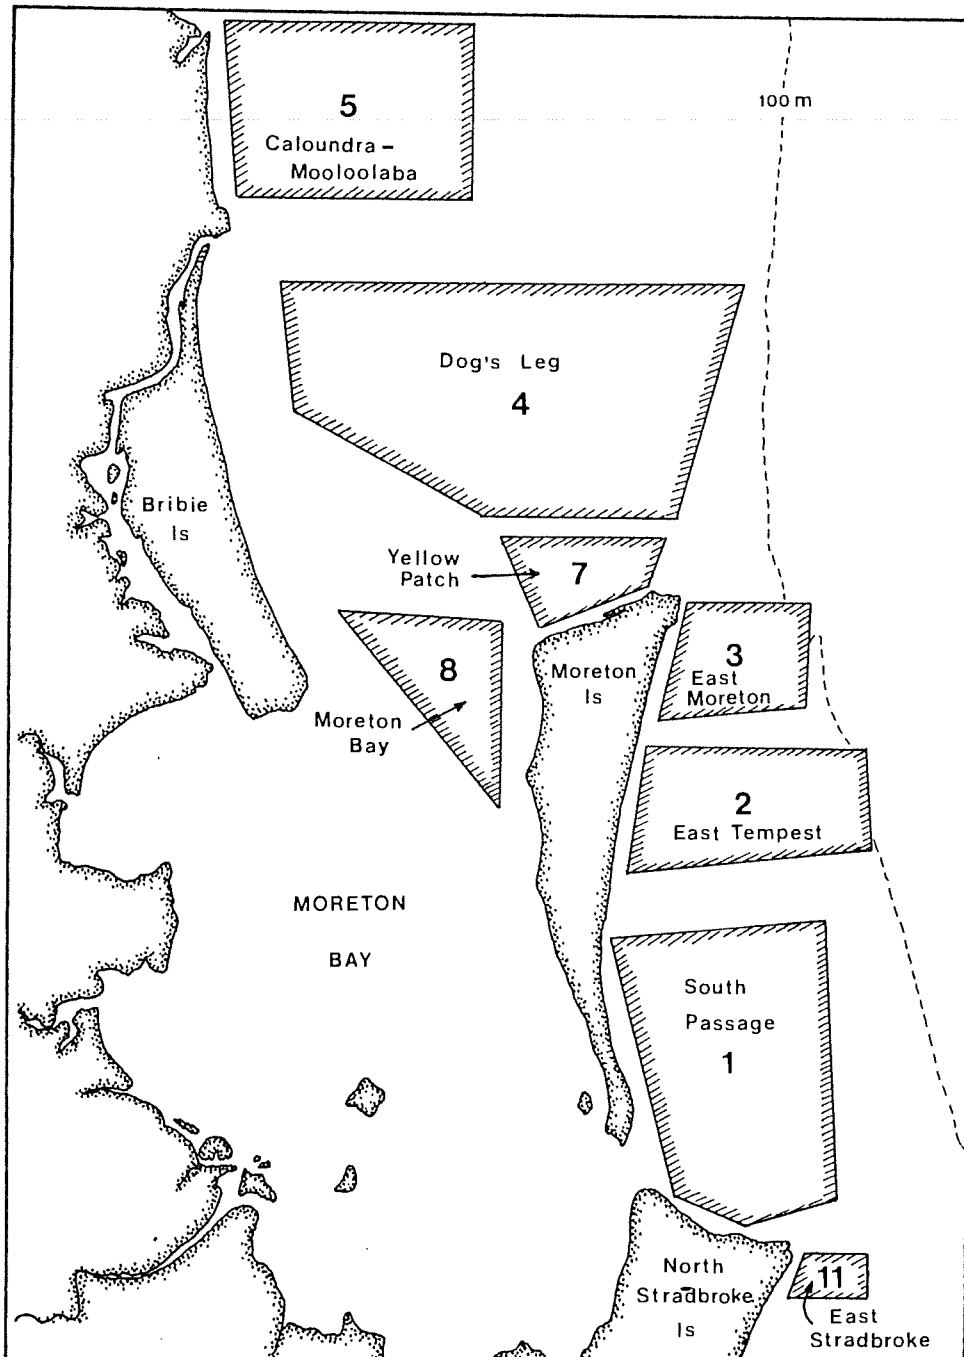 100 m
5
Caloundra –
Mooloolaba
Dog's Leg
4
Bribie
Is
Yellow
Patch
7
8
Moreton
Bay
Moreton
Is
3
East
Moreton
2
East Tempest
MORETON
BAY
South
Passage
1
North
Stradbroke
Is
11
East
Stradbroke